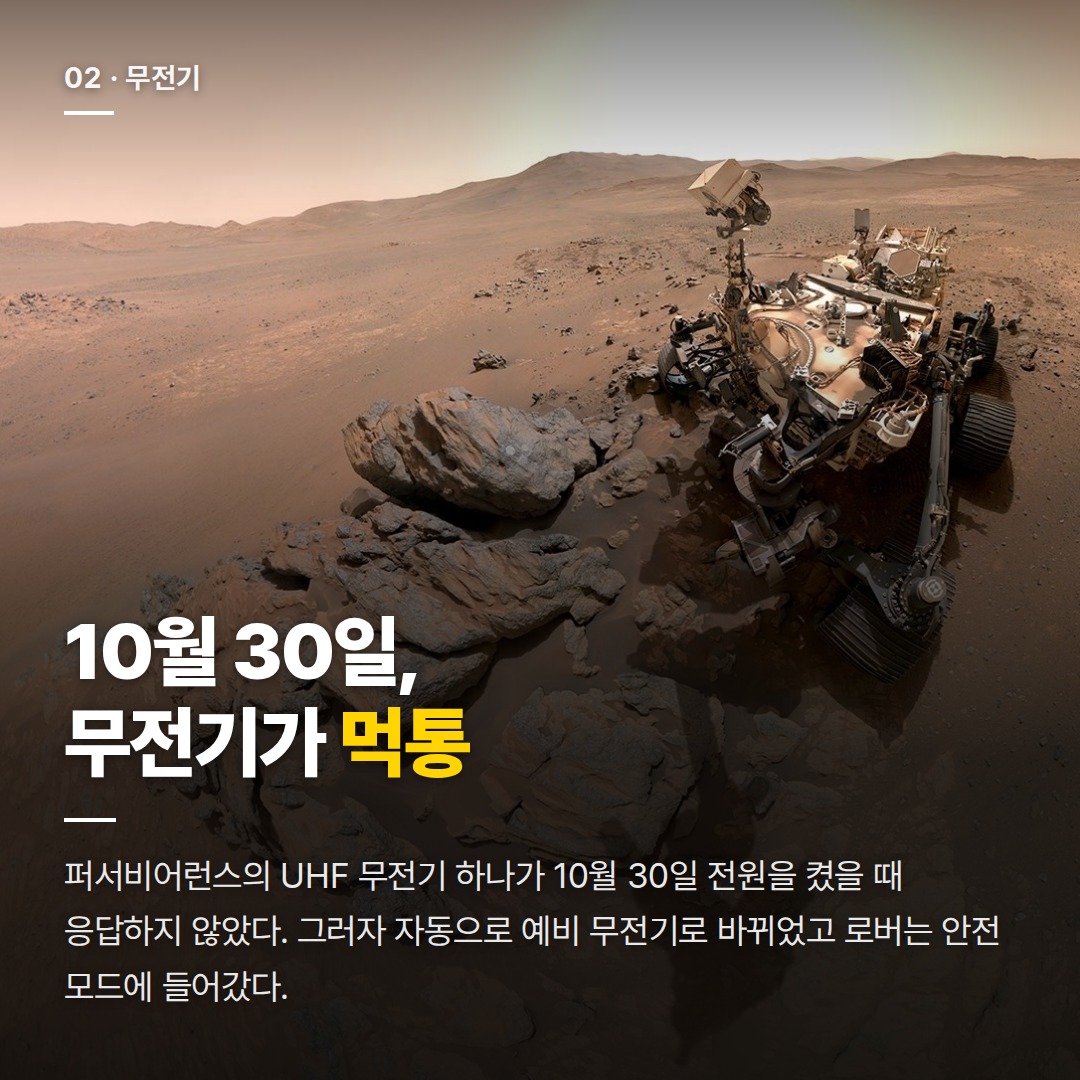 02 · 무전기
10월 30일,
무전기가 먹통
퍼서비어런스의 UHF 무전기 하나가 10월 30일 전원을 켰을 때
응답하지 않았다. 그러자 자동으로 예비 무전기로 바뀌었고 로버는 안전
모드에 들어갔다.